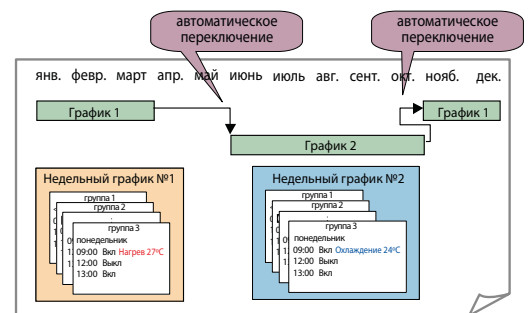 автоматическое
переключение
автоматическое
переключение
янв. февр. март апр. май июнь июль авг. сент. окт. нояб. дек.
График 1
График 1
График 2
Недельный график №1
группа 1
группа 2
группа 3
понедельник
09:00 Вкл Нагрев 27ºC
12:00 Выкл
13:00 Вкл
Недельный график №2
группа 1
группа 2
группа 3
понедельник
09:00 Вкл Охлаждение 24ºC
12:00 Выкл
13:00 Вкл